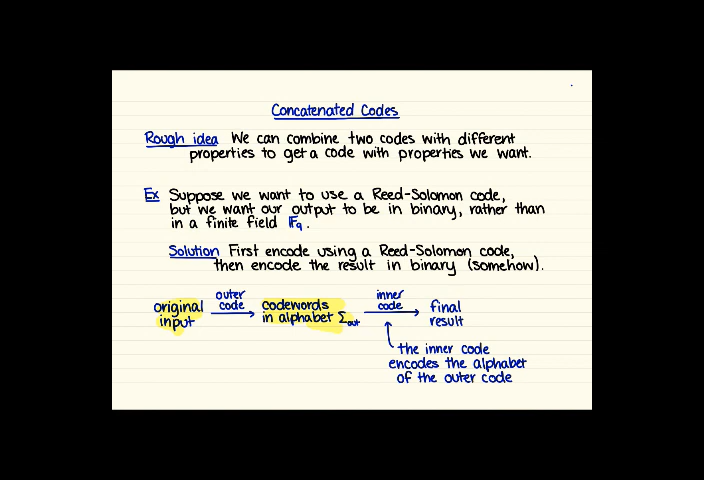 Concatenated Codes
Rough idea We can combine two codes with different
properties to get a code with properties we want.
Ex Suppose we want to use a Reed-Solomon code,
but we want our output to be in binary, rather than
in a finite field 𝔽q.
Solution First encode using a Reed-Solomon code,
then encode the result in binary (somehow).
original
input
outer
code
codewords
in alphabet Σout
inner
code
final
result
the inner code
encodes the alphabet
of the outer code